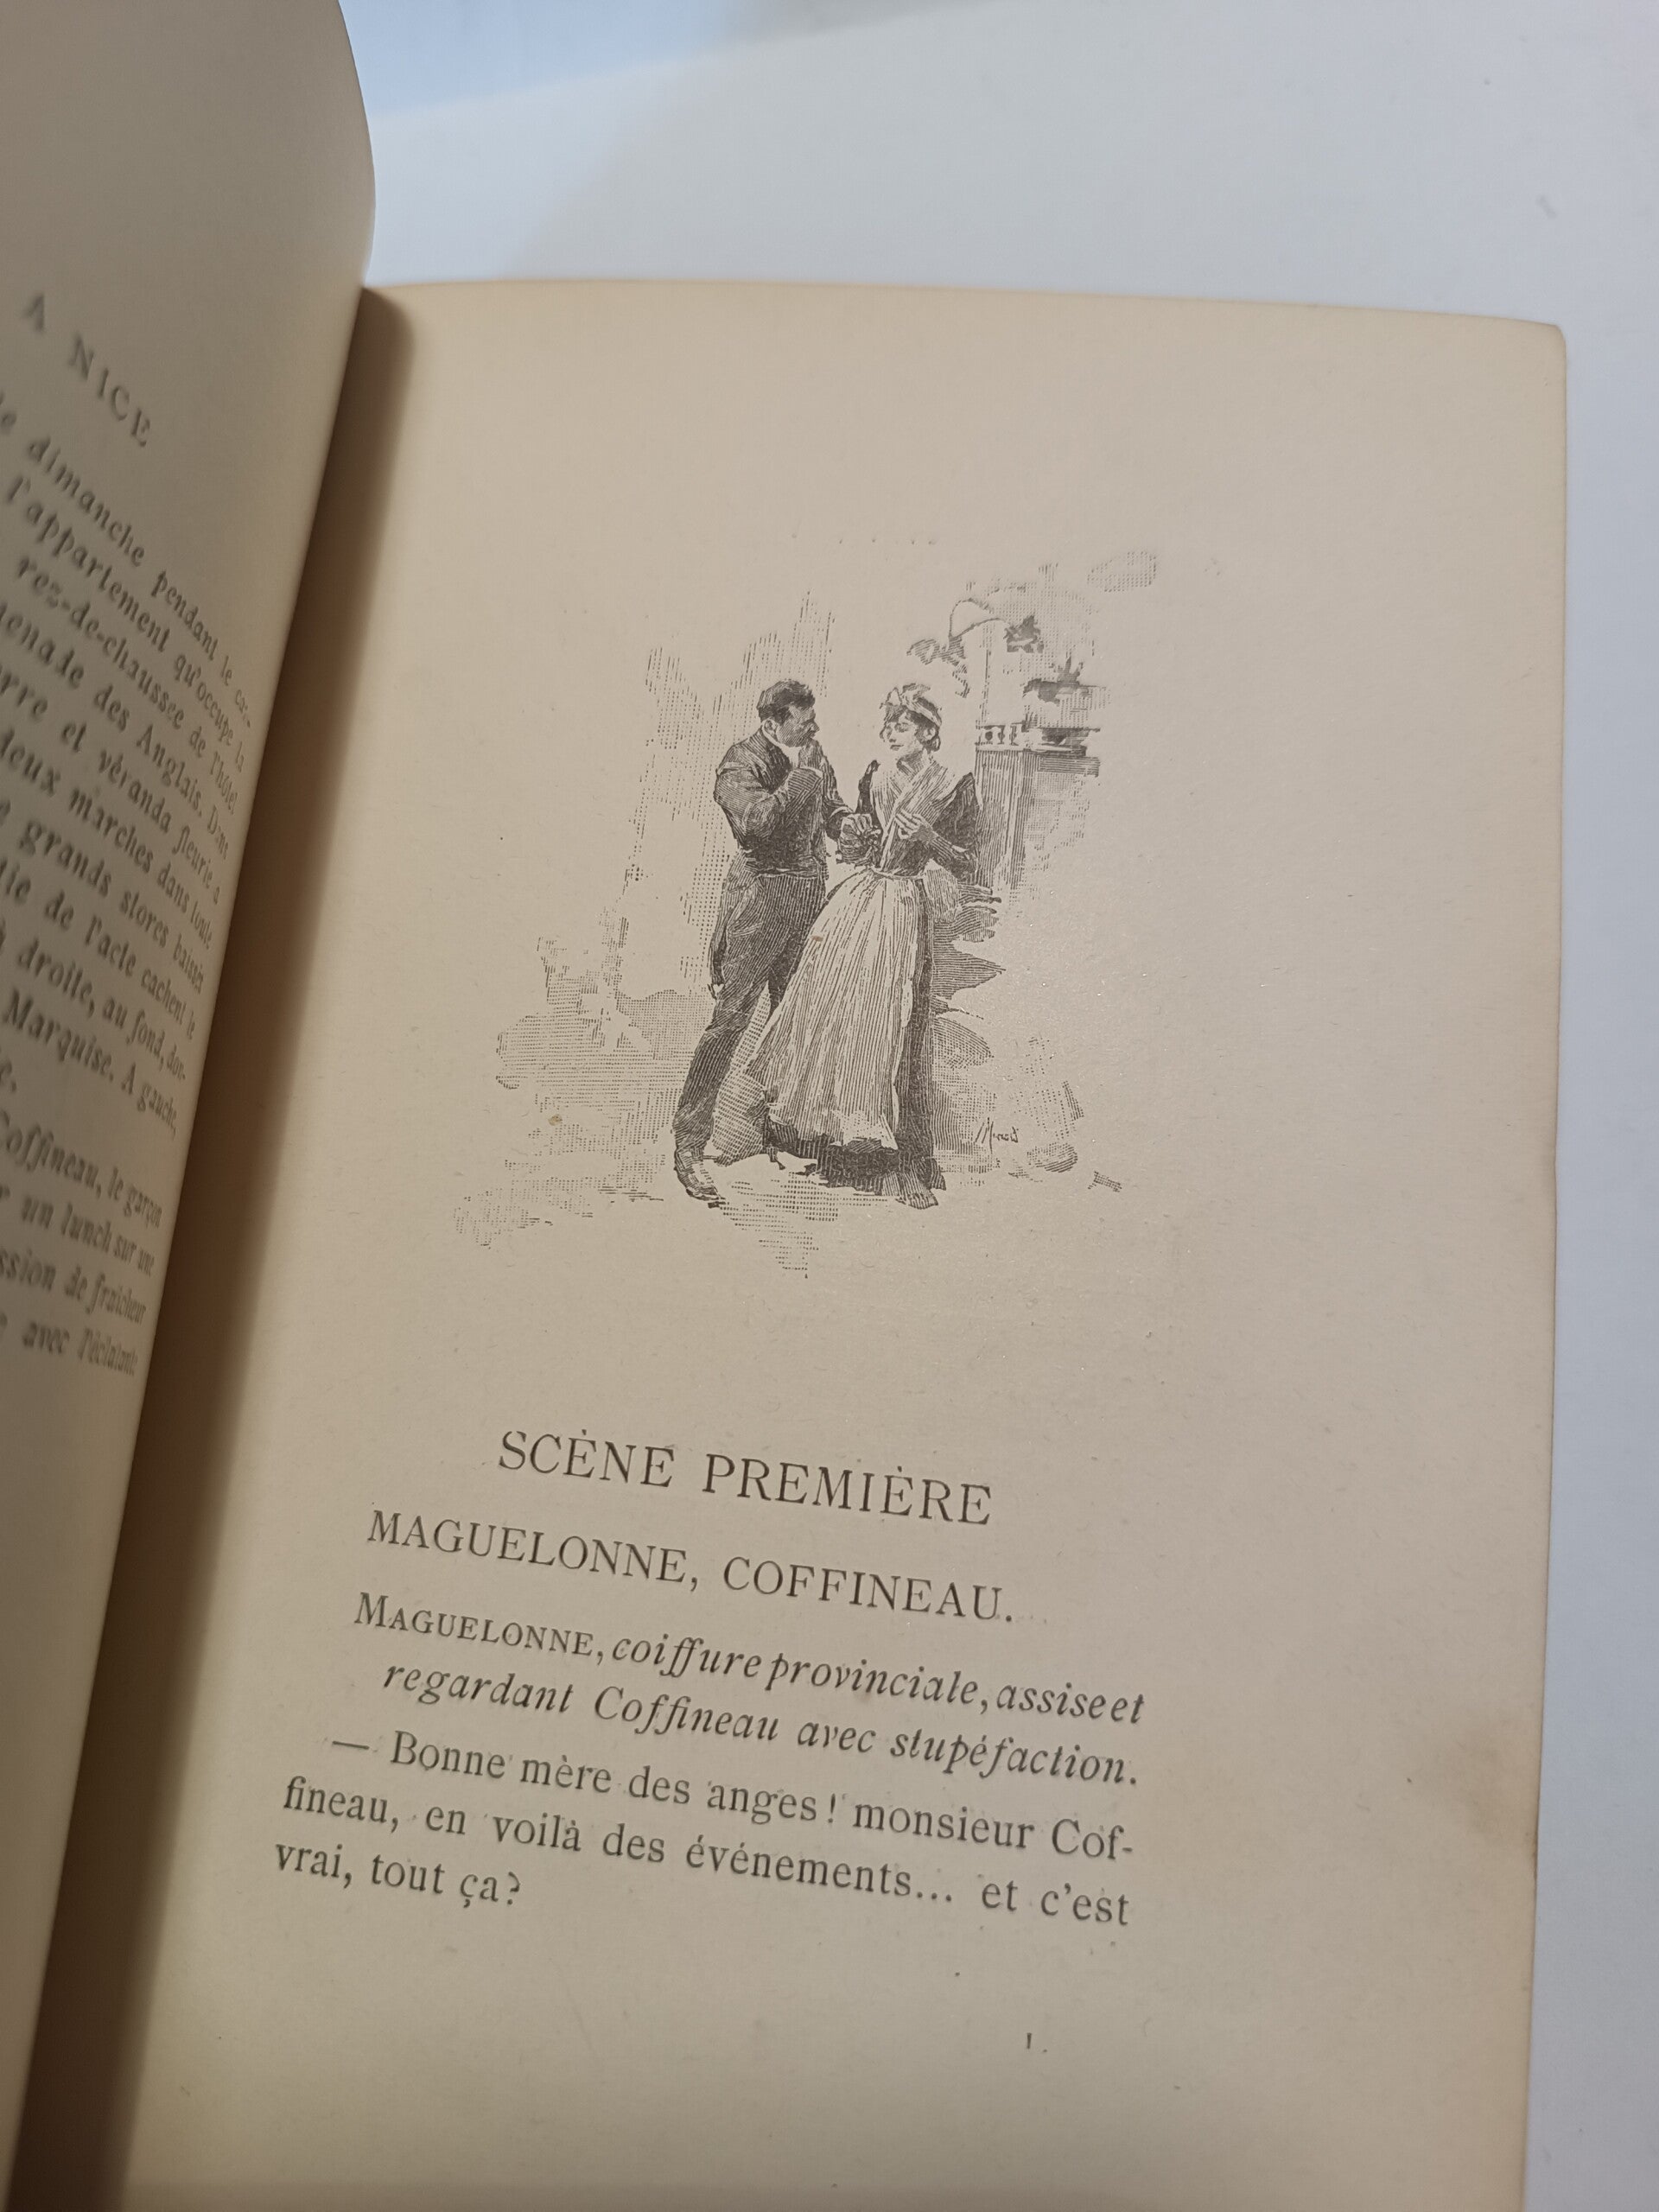 A NICE
dimanche pendant le car-
l'appartement qu'occupe la
rez-de-chaussée de l'hôtel
des Anglais. Dans
et véranda fleurie à
deux marches dans toute
grands stores baissés
de l'acte cachent le
droite, au fond, dor-
Marquise. A gauche,
Coffineau, le garçon
un lunch sur une
de fraîcheur
avec l'éclatante
SCÈNE PREMIÈRE
MAGUELONNE, COFFINEAU.
MAGUELONNE, coiffure provinciale, assise et
regardant Coffineau avec stupéfaction.
— Bonne mère des anges! monsieur Cof-
fineau, en voilà des événements... et c'est
vrai, tout ça?
1.